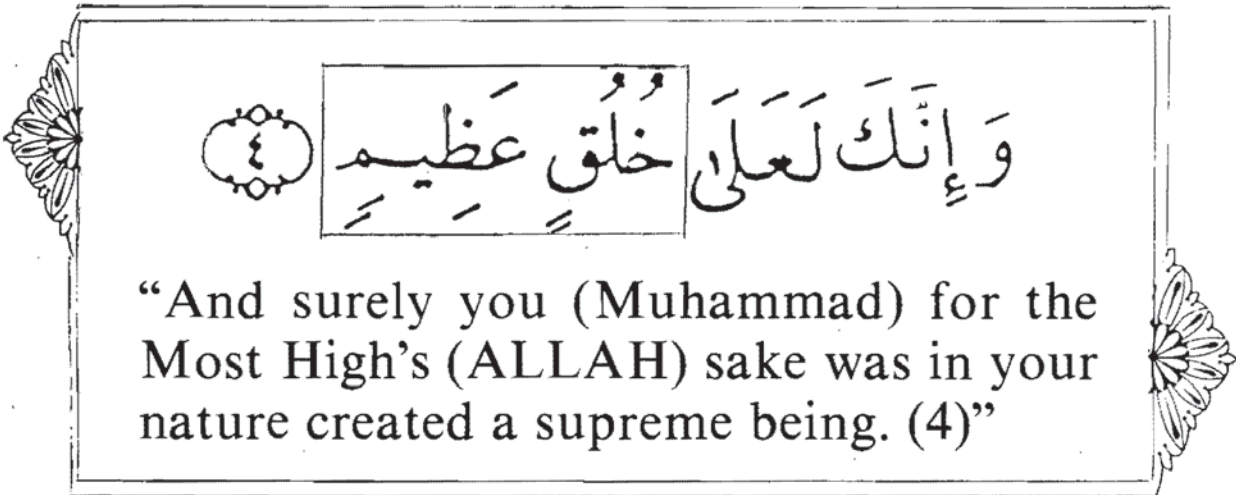 وَإِنَّكَ لَعَلَىٰ خُلُقٍ عَظِيمٍ ٤
“And surely you (Muhammad) for the
Most High’s (ALLAH) sake was in your
nature created a supreme being. (4)”